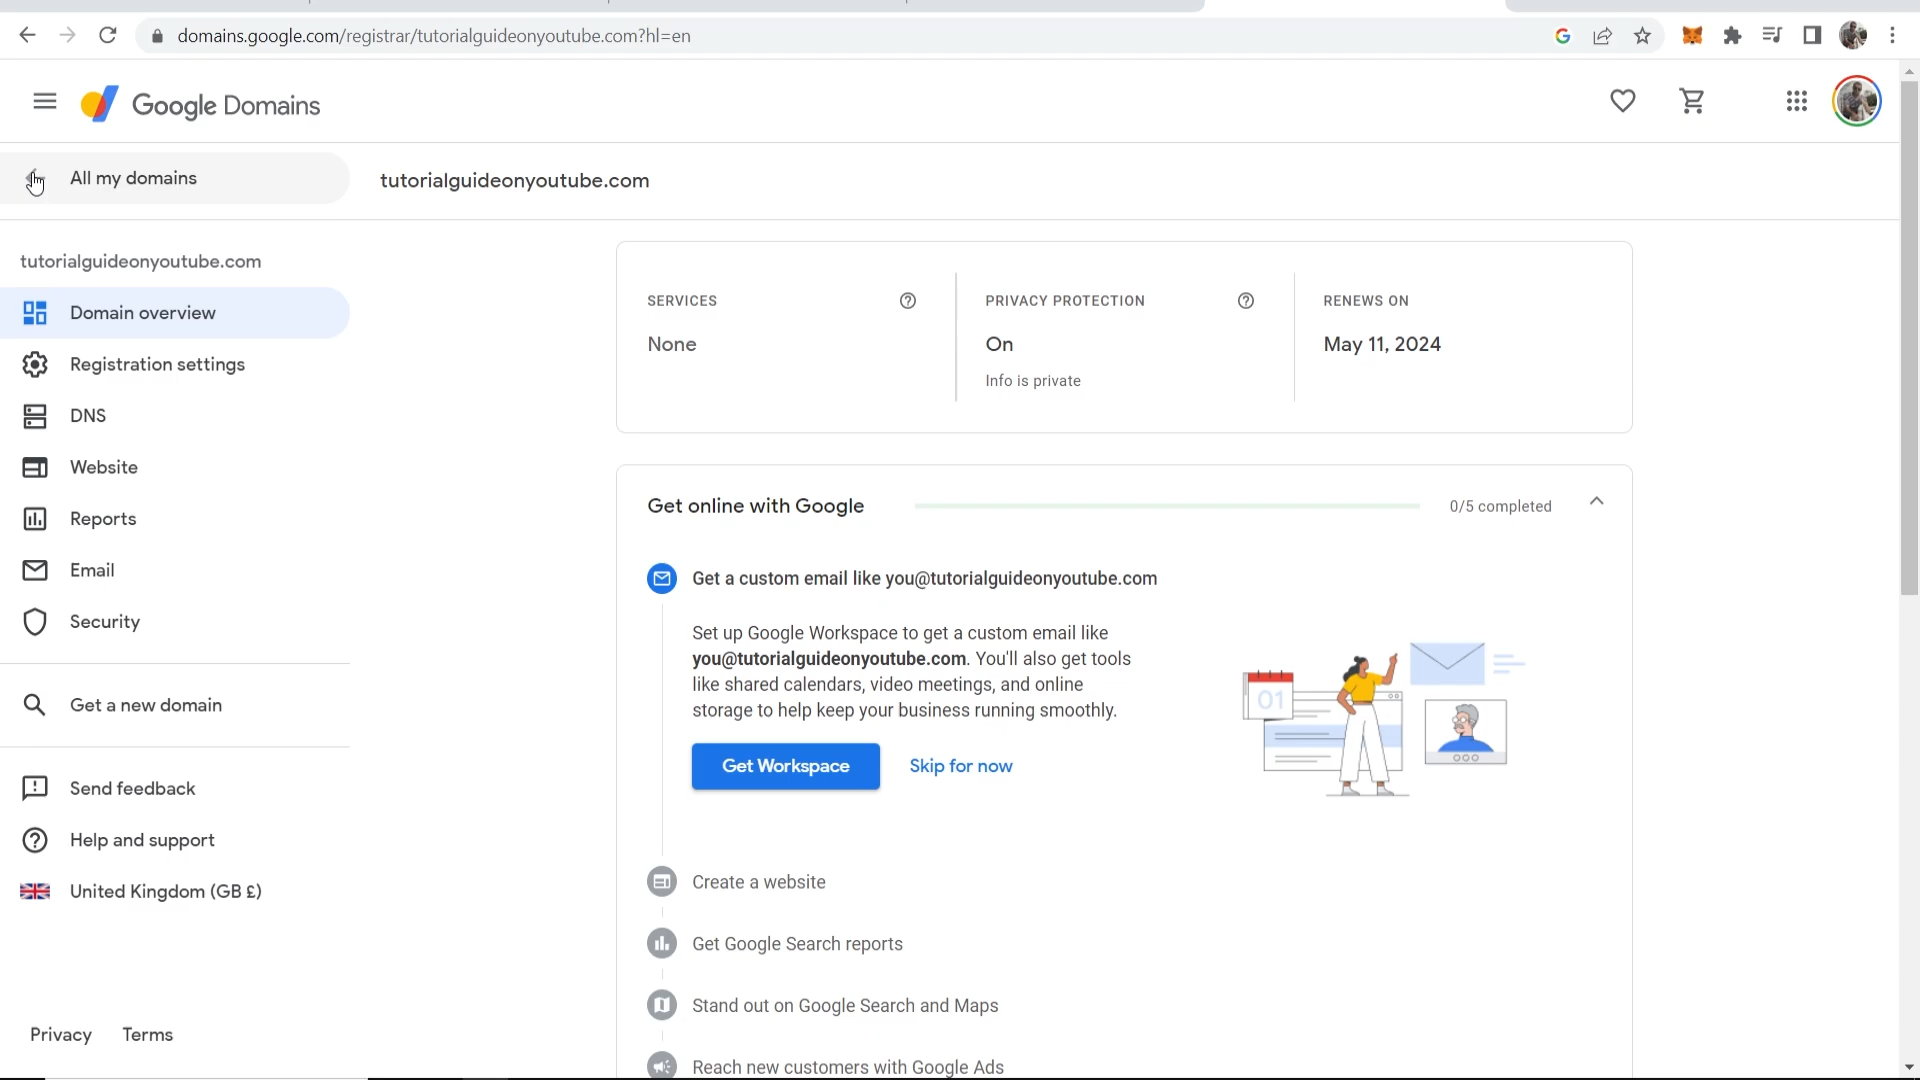 domains.google.com/registrar/tutorialguideonyoutube.com?hl=en
Google Domains
All my domains
tutorialguideonyoutube.com
tutorialguideonyoutube.com
Domain overview
Registration settings
DNS
Website
Reports
Email
Security
Get a new domain
Send feedback
Help and support
United Kingdom (GB £)
Privacy Terms
SERVICES
None
PRIVACY PROTECTION
On
Info is private
RENEWS ON
May 11, 2024
Get online with Google
0/5 completed
Get a custom email like you@tutorialguideonyoutube.com
Set up Google Workspace to get a custom email like
you@tutorialguideonyoutube.com. You'll also get tools
like shared calendars, video meetings, and online
storage to help keep your business running smoothly.
01
Get Workspace
Skip for now
Create a website
Get Google Search reports
Stand out on Google Search and Maps
Reach new customers with Google Ads